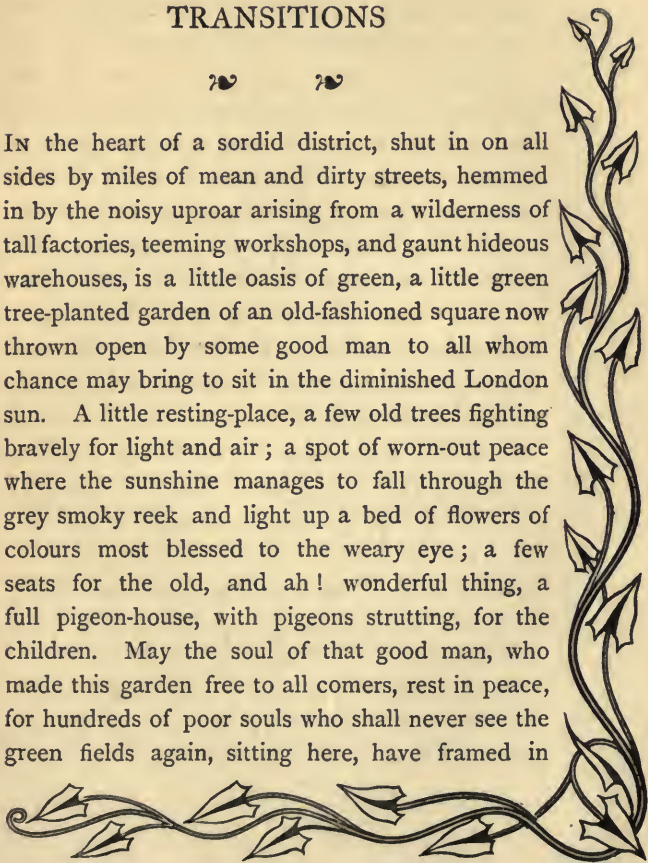 TRANSITIONS
IN the heart of a sordid district, shut in on all
sides by miles of mean and dirty streets, hemmed
in by the noisy uproar arising from a wilderness of
tall factories, teeming workshops, and gaunt hideous
warehouses, is a little oasis of green, a little green
tree-planted garden of an old-fashioned square now
thrown open by some good man to all whom
chance may bring to sit in the diminished London
sun. A little resting-place, a few old trees fighting
bravely for light and air ; a spot of worn-out peace
where the sunshine manages to fall through the
grey smoky reek and light up a bed of flowers of
colours most blessed to the weary eye ; a few
seats for the old, and ah ! wonderful thing, a
full pigeon-house, with pigeons strutting, for the
children. May the soul of that good man, who
made this garden free to all comers, rest in peace,
for hundreds of poor souls who shall never see the
green fields again, sitting here, have framed in